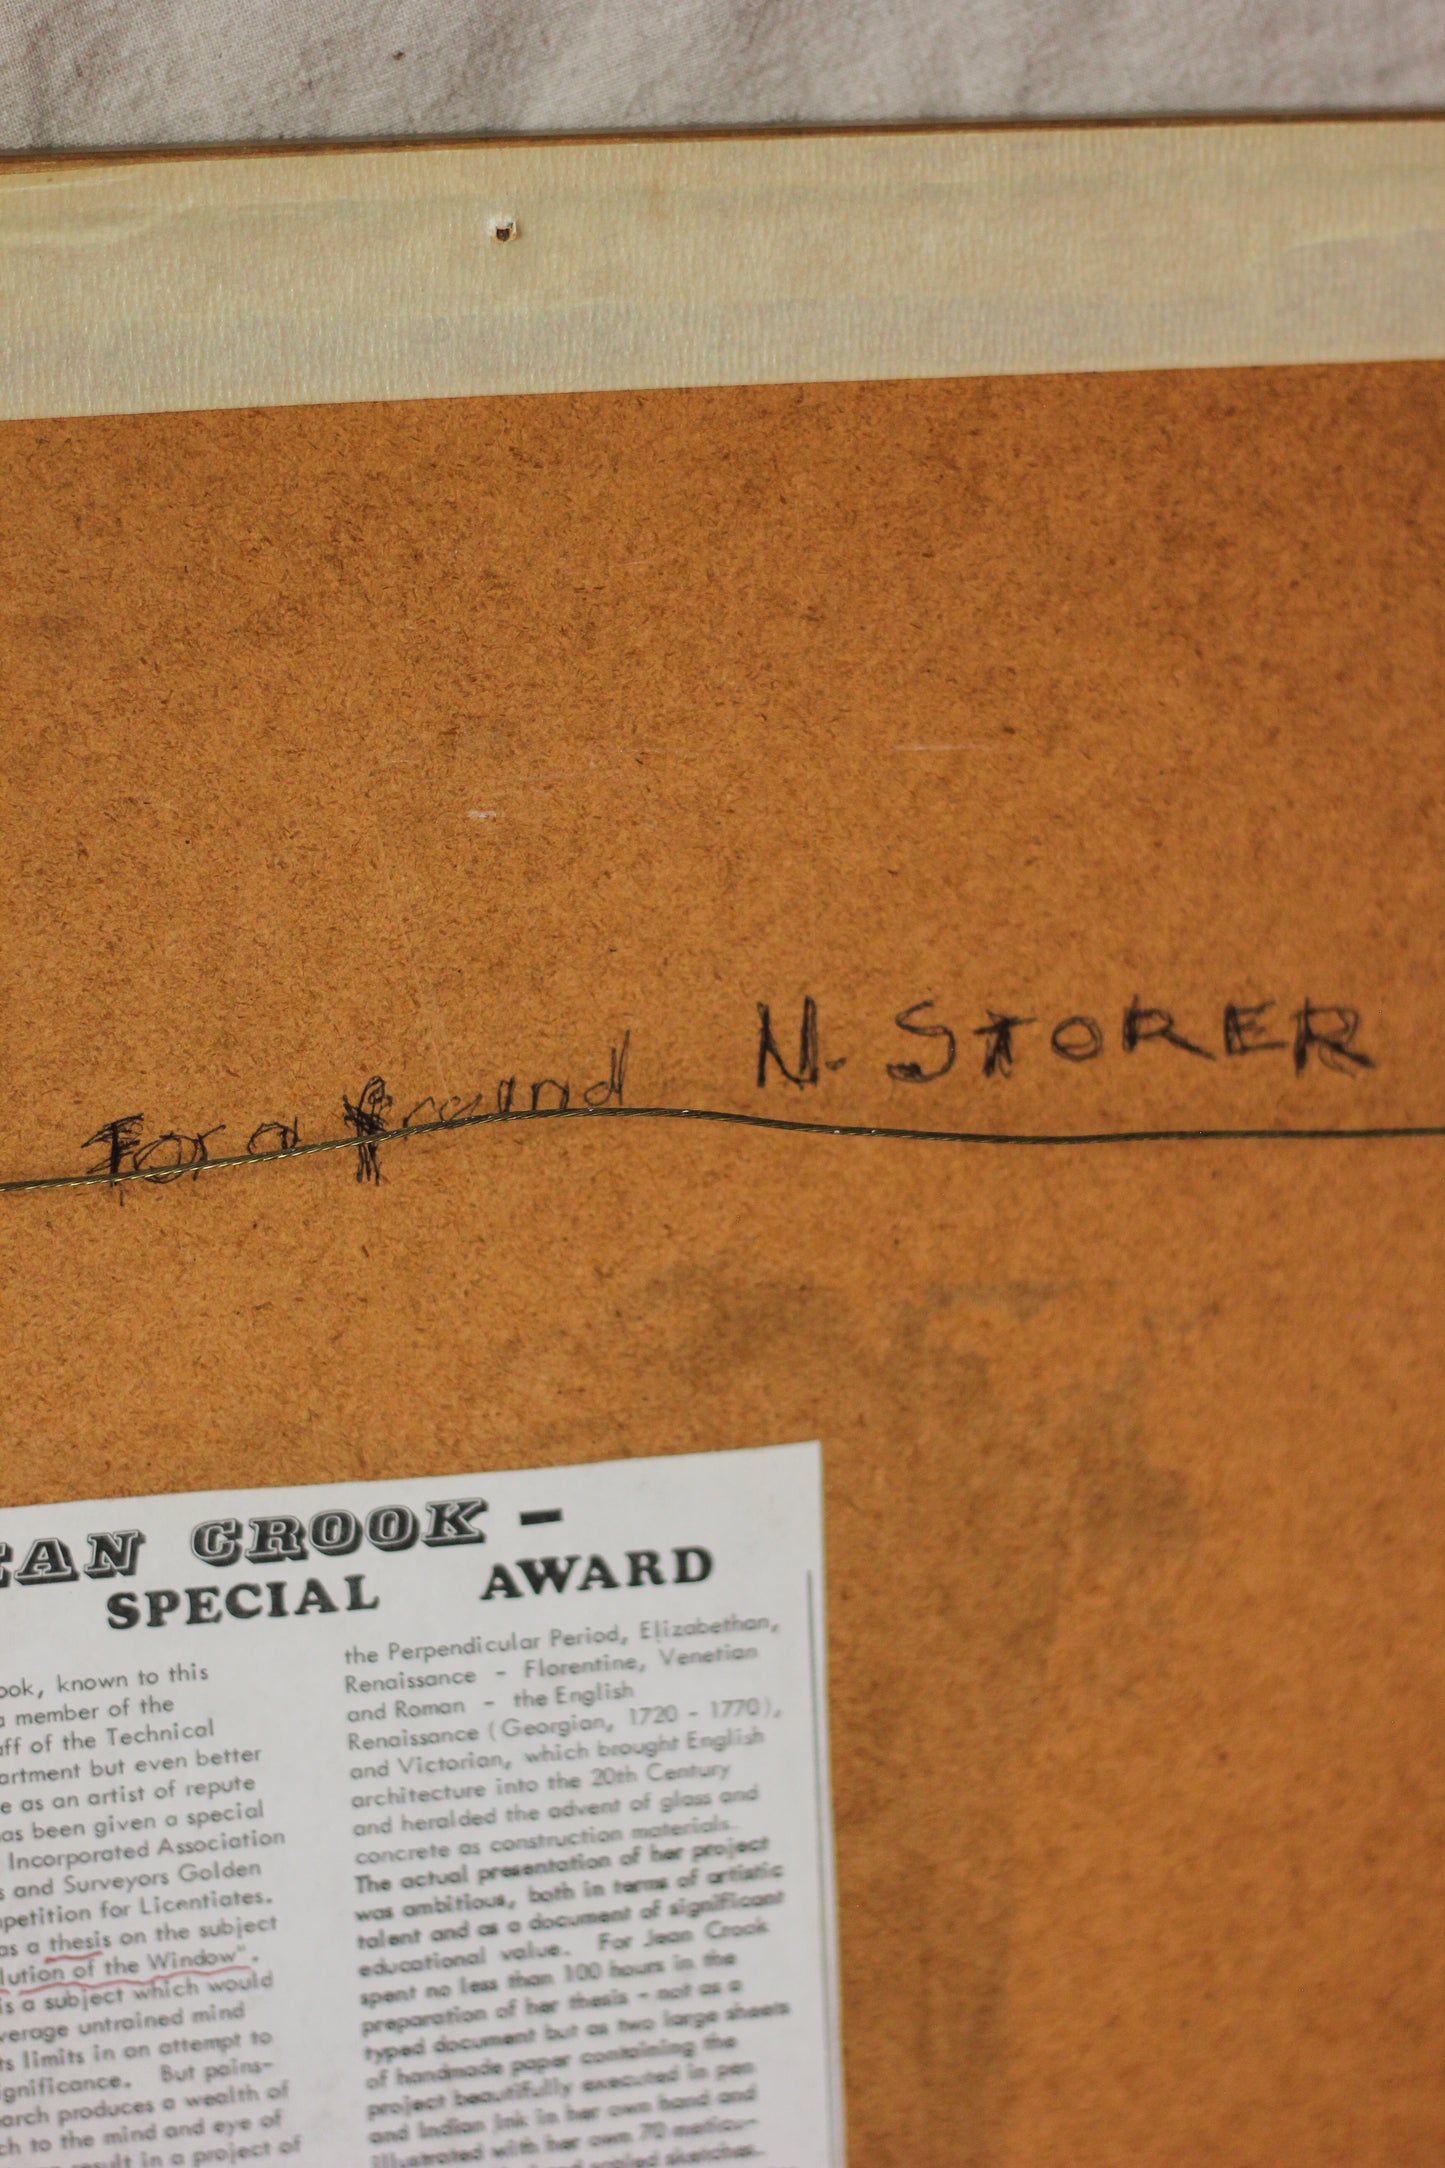 N. STORER
For a friend
EAN CROOK –
SPECIAL AWARD
ook, known to this
a member of the
aff of the Technical
artment but even better
e as an artist of repute
as been given a special
Incorporated Association
s and Surveyors Golden
petition for Licentiates.
as a thesis on the subject
lution of the Window".
is a subject which would
verage untrained mind
ts limits in an attempt to
ignificance. But pains-
arch produces a wealth of
ch to the mind and eye of
result in a project of
the Perpendicular Period, Elizabethan,
Renaissance - Florentine, Venetian
and Roman - the English
Renaissance (Georgian, 1720 - 1770),
and Victorian, which brought English
architecture into the 20th Century
and heralded the advent of glass and
concrete as construction materials.
The actual presentation of her project
was ambitious, both in terms of artistic
talent and as a document of significant
educational value. For Jean Crook
spent no less than 100 hours in the
preparation of her thesis - not as a
typed document but as two large sheets
of handmade paper containing the
project beautifully executed in pen
and Indian Ink in her own hand and
illustrated with her own 70 metic-
and scaled sketches.